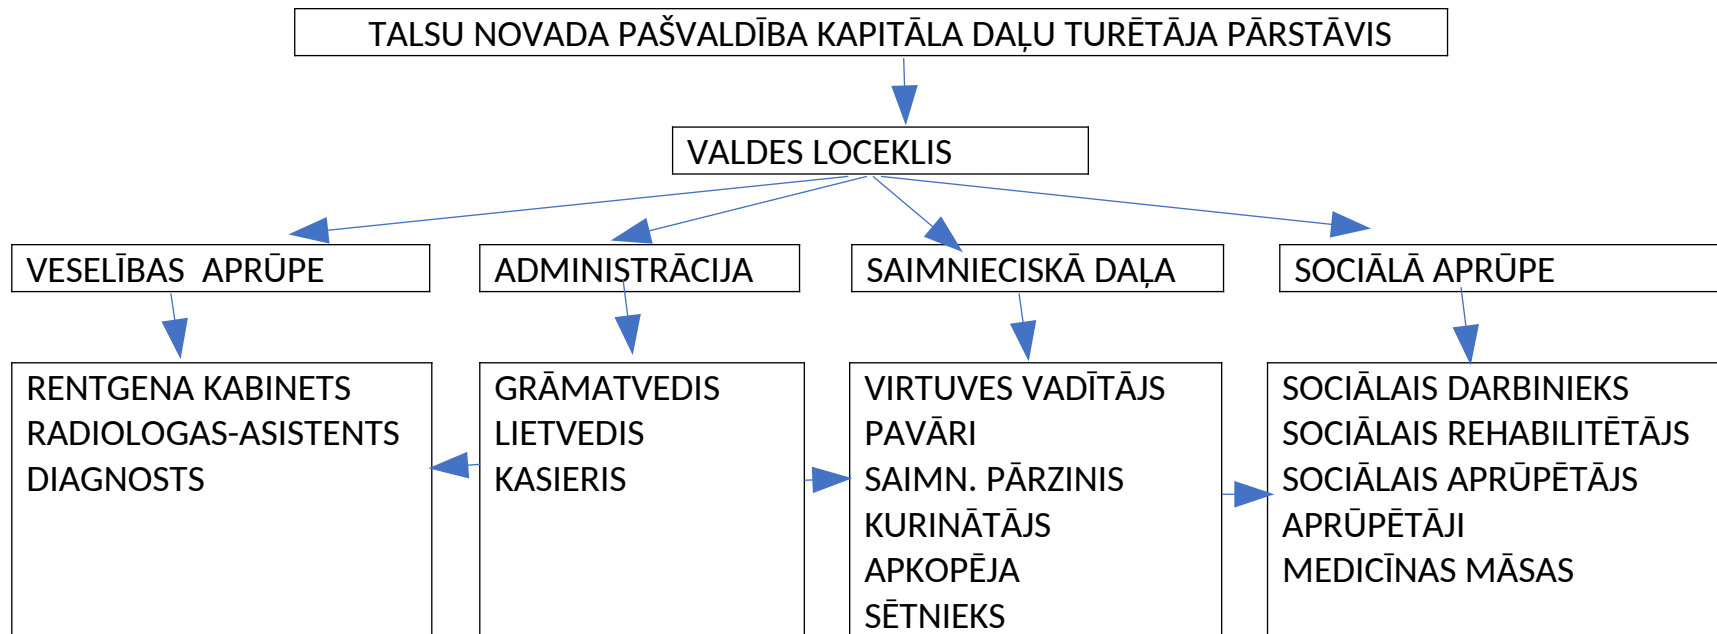 TALSU NOVADA PAŠVALDĪBA KAPITĀLA DAĻU TURĒTĀJA PĀRSTĀVIS
VALDES LOCEKLIS
VESELĪBAS  APRŪPE
ADMINISTRĀCIJA
SAIMNIECISKĀ DAĻA
SOCIĀLĀ APRŪPE
RENTGENA KABINETS
RADIOLOGAS-ASISTENTS
DIAGNOSTS
GRĀMATVEDIS
LIETVEDIS
KASIERIS
VIRTUVES VADĪTĀJS
PAVĀRI
SAIMN. PĀRZINIS
KURINĀTĀJS
APKOPĒJA
SĒTNIEKS
SOCIĀLAIS DARBINIEKS
SOCIĀLAIS REHABILITĒTĀJS
SOCIĀLAIS APRŪPĒTĀJS
APRŪPĒTĀJI
MEDICĪNAS MĀSAS